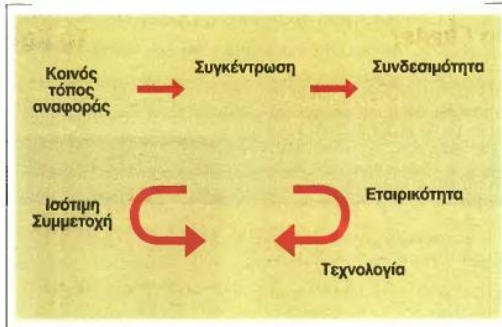 Κοινός
τόπος
αναφοράς
Συγκέντρωση
Συνδεσιμότητα
Ισότιμη
Συμμετοχή
Εταιρικότητα
Τεχνολογία